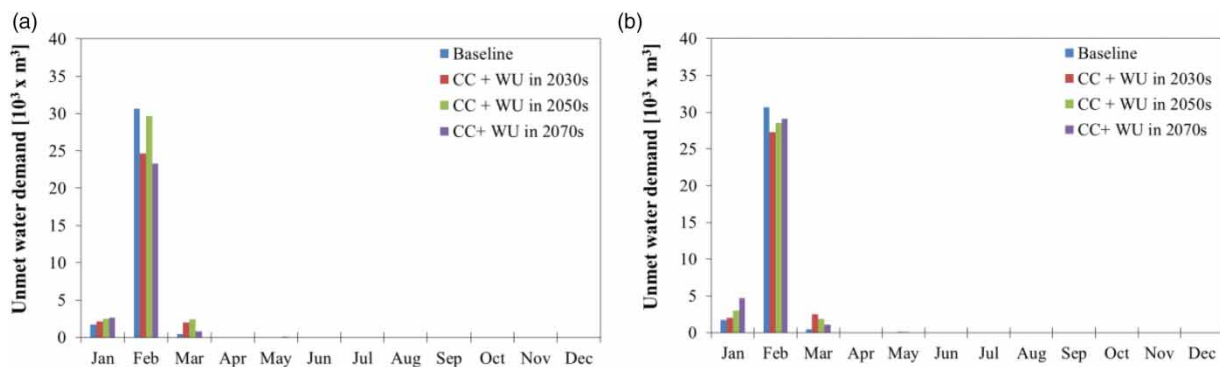 (a)
Unmet water demand [10³ x m³]
40
35
30
25
20
15
10
5
0
Baseline
CC + WU in 2030s
CC + WU in 2050s
CC+ WU in 2070s
Jan Feb Mar Apr May Jun Jul Aug Sep Oct Nov Dec
(b)
Unmet water demand [10³ x m³]
40
35
30
25
20
15
10
5
0
Baseline
CC + WU in 2030s
CC + WU in 2050s
CC+ WU in 2070s
Jan Feb Mar Apr May Jun Jul Aug Sep Oct Nov Dec